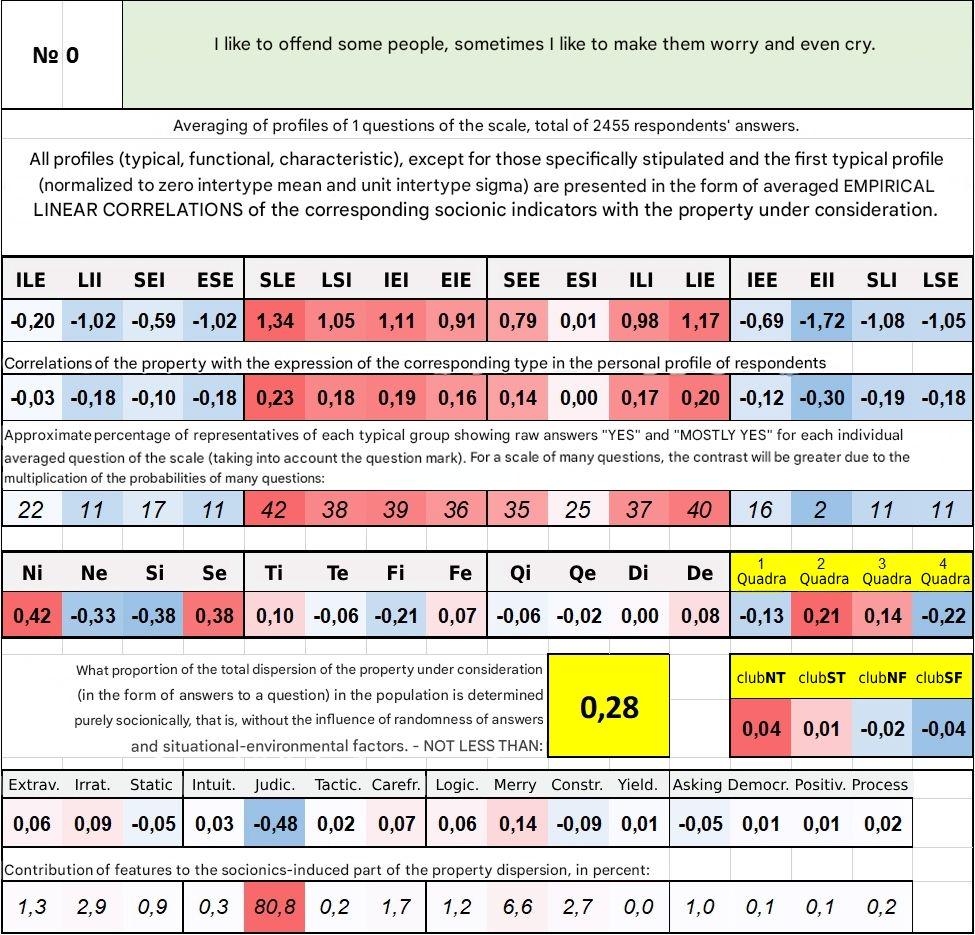 № 0
I like to offend some people, sometimes I like to make them worry and even cry.
Averaging of profiles of 1 questions of the scale, total of 2455 respondents' answers.
All profiles (typical, functional, characteristic), except for those specifically stipulated and the first typical profile
(normalized to zero intertype mean and unit intertype sigma) are presented in the form of averaged EMPIRICAL
LINEAR CORRELATIONS of the corresponding socionic indicators with the property under consideration.
ILE LII SEI ESE SLE LSI IEI EIE SEE ESI ILI LIE IEE EII SLI LSE
-0,20 -1,02 -0,59 -1,02 1,34 1,05 1,11 0,91 0,79 0,01 0,98 1,17 -0,69 -1,72 -1,08 -1,05
Correlations of the property with the expression of the corresponding type in the personal profile of respondents
-0,03 -0,18 -0,10 -0,18 0,23 0,18 0,19 0,16 0,14 0,00 0,17 0,20 -0,12 -0,30 -0,19 -0,18
Approximate percentage of representatives of each typical group showing raw answers "YES" and "MOSTLY YES" for each individual
averaged question of the scale (taking into account the question mark). For a scale of many questions, the contrast will be greater due to the
multiplication of the probabilities of many questions:
22 11 17 11 42 38 39 36 35 25 37 40 16 2 11 11
Ni Ne Si Se Ti Te Fi Fe Qi Qe Di De 1 Quadra 2 Quadra 3 Quadra 4 Quadra
0,42 -0,33 -0,38 0,38 0,10 -0,06 -0,21 0,07 -0,06 -0,02 0,00 0,08 -0,13 0,21 0,14 -0,22
What proportion of the total dispersion of the property under consideration
(in the form of answers to a question) in the population is determined
purely socionically, that is, without the influence of randomness of answers
and situational-environmental factors. - NOT LESS THAN:
0,28
clubNT clubST clubNF clubSF
0,04 0,01 -0,02 -0,04
Extrav. Irrat. Static Intuit. Judic. Tactic. Carefr. Logic. Merry Constr. Yield. Asking Democr. Positiv. Process
0,06 0,09 -0,05 0,03 -0,48 0,02 0,07 0,06 0,14 -0,09 0,01 -0,05 0,01 0,01 0,02
Contribution of features to the socionics-induced part of the property dispersion, in percent:
1,3 2,9 0,9 0,3 80,8 0,2 1,7 1,2 6,6 2,7 0,0 1,0 0,1 0,1 0,2